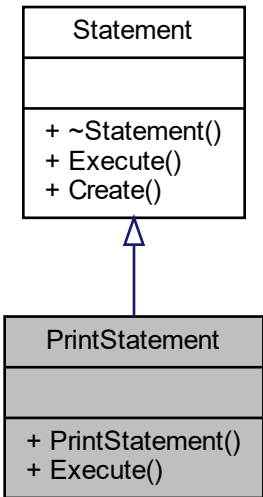 Statement
+ ~Statement()
+ Execute()
+ Create()
PrintStatement
+ PrintStatement()
+ Execute()